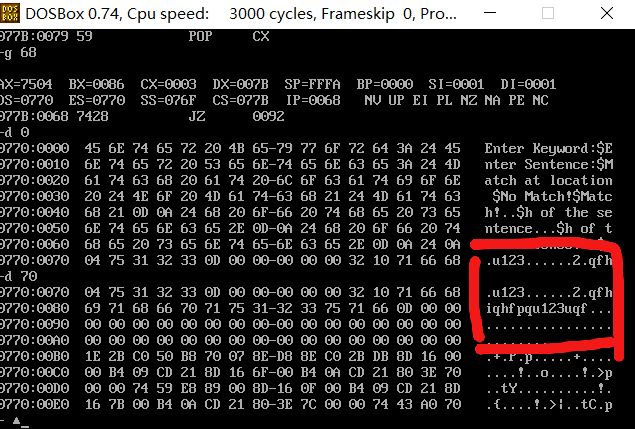 DOSBox 0.74, Cpu speed:    3000 cycles, Frameskip  0, Pro...
077B:0079 59            POP     CX
-g 68
AX=7504  BX=0086  CX=0003  DX=007B  SP=FFFA  BP=0000  SI=0001  DI=0001
DS=0770  ES=0770  SS=076F  CS=077B  IP=0068   NV UP EI PL NZ NA PE NC
077B:0068 7428          JZ      0092
-d 0
0770:0000  45 6E 74 65 72 20 4B 65-79 77 6F 72 64 3A 24 45   Enter Keyword:$E
0770:0010  6E 74 65 72 20 53 65 6E-74 65 6E 63 65 3A 24 4D   nter Sentence:$M
0770:0020  61 74 63 68 20 61 74 20-6C 6F 63 61 74 69 6F 6E   atch at location
0770:0030  20 24 4E 6F 20 4D 61 74-63 68 21 24 4D 61 74 63    $No Match!$Matc
0770:0040  68 21 0D 0A 24 68 20 6F-66 20 74 68 65 20 73 65   h!..$h of the se
0770:0050  6E 74 65 6E 63 65 2E 0D-0A 24 68 20 6F 66 20 74   ntence...$h of t
0770:0060  68 65 20 73 65 6E 74 65-6E 63 65 2E 0D 0A 24 0A
0770:0070  04 75 31 32 33 0D 00 00-00 00 00 32 10 71 66 68   .u123......2.qfh
-d 70
0770:0070  04 75 31 32 33 0D 00 00-00 00 00 32 10 71 66 68   .u123......2.qfh
0770:0080  69 71 68 66 70 71 75 31-32 33 75 71 66 0D 00 00   iqhfpqu123uqf...
0770:0090  00 00 00 00 00 00 00 00-00 00 00 00 00 00 00 00   ................
0770:00A0  00 00 00 00 00 00 00 00-00 00 00 00 00 00 00 00
0770:00B0  1E 2B C0 50 B8 70 07 8E-D8 8E C0 2B DB 8D 16 00   .+.P.p.....+....
0770:00C0  00 B4 09 CD 21 8D 16 6F-00 B4 0A CD 21 80 3E 70   ....!..o....!.>p
0770:00D0  00 00 74 59 E8 89 00 8D-16 0F 00 B4 09 CD 21 8D   ..tY..........!.
0770:00E0  16 7B 00 B4 0A CD 21 80-3E 7C 00 00 74 43 A0 70   .{....!.>|..tC.p
-